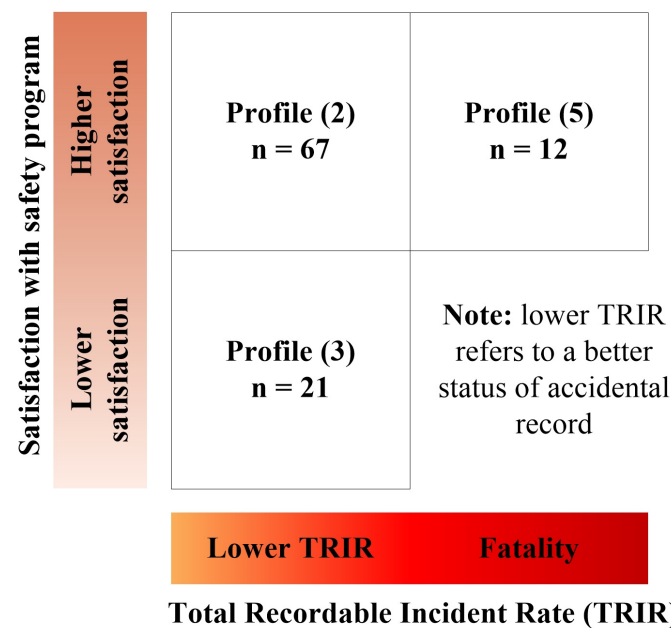 Satisfaction with safety program
Higher
satisfaction
Lower
satisfaction
Profile (2)
n = 67
Profile (5)
n = 12
Profile (3)
n = 21
Note: lower TRIR
refers to a better
status of accidental
record
Lower TRIR
Fatality
Total Recordable Incident Rate (TRIR)